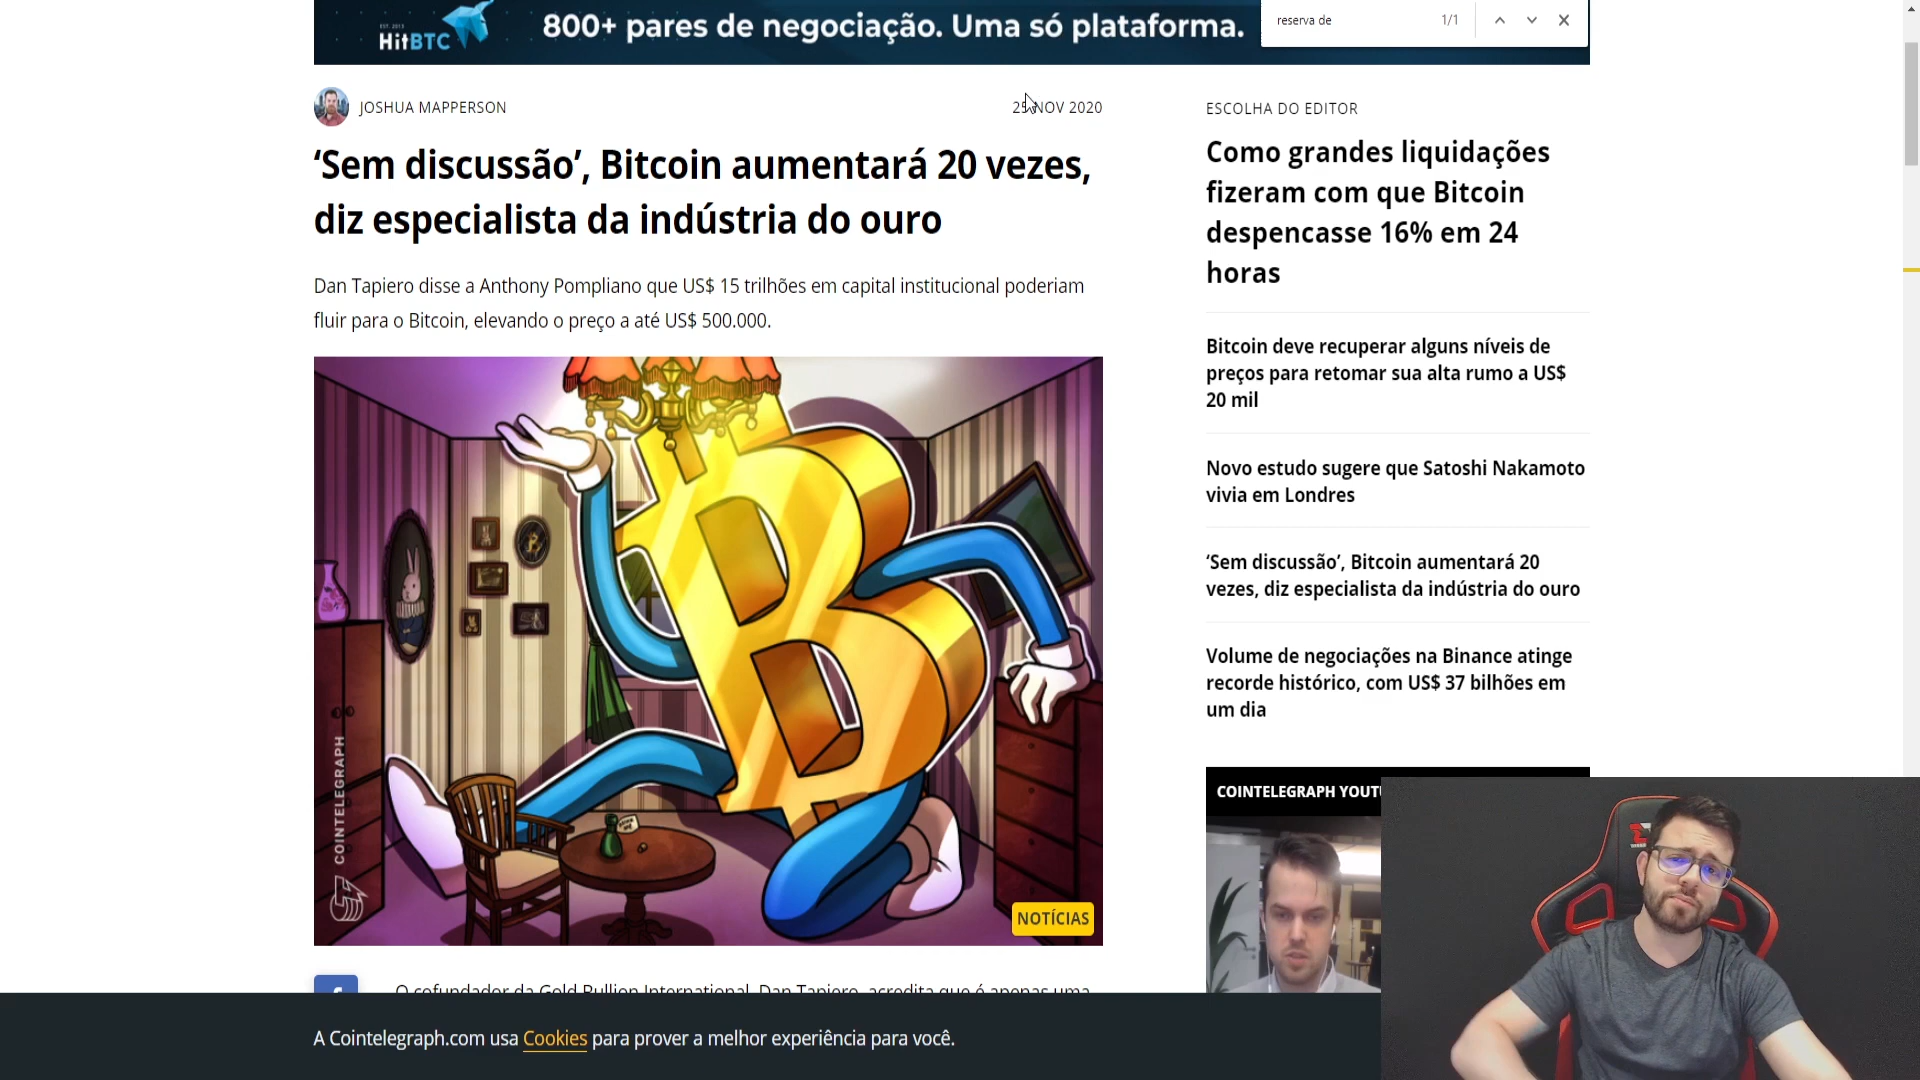 EST. 2013
HitBTC
800+ pares de negociação. Uma só plataforma.
reserva de
1/1
JOSHUA MAPPERSON
25 NOV 2020
‘Sem discussão’, Bitcoin aumentará 20 vezes,
diz especialista da indústria do ouro
Dan Tapiero disse a Anthony Pompliano que US$ 15 trilhões em capital institucional poderiam
fluir para o Bitcoin, elevando o preço a até US$ 500.000.
COINTELEGRAPH
NOTÍCIAS
O cofundador da Gold Bullion International, Dan Tapiero, acredita que é apenas uma
ESCOLHA DO EDITOR
Como grandes liquidações
fizeram com que Bitcoin
despencasse 16% em 24
horas
Bitcoin deve recuperar alguns níveis de
preços para retomar sua alta rumo a US$
20 mil
Novo estudo sugere que Satoshi Nakamoto
vivia em Londres
‘Sem discussão’, Bitcoin aumentará 20
vezes, diz especialista da indústria do ouro
Volume de negociações na Binance atinge
recorde histórico, com US$ 37 bilhões em
um dia
COINTELEGRAPH YOUT
A Cointelegraph.com usa Cookies para prover a melhor experiência para você.